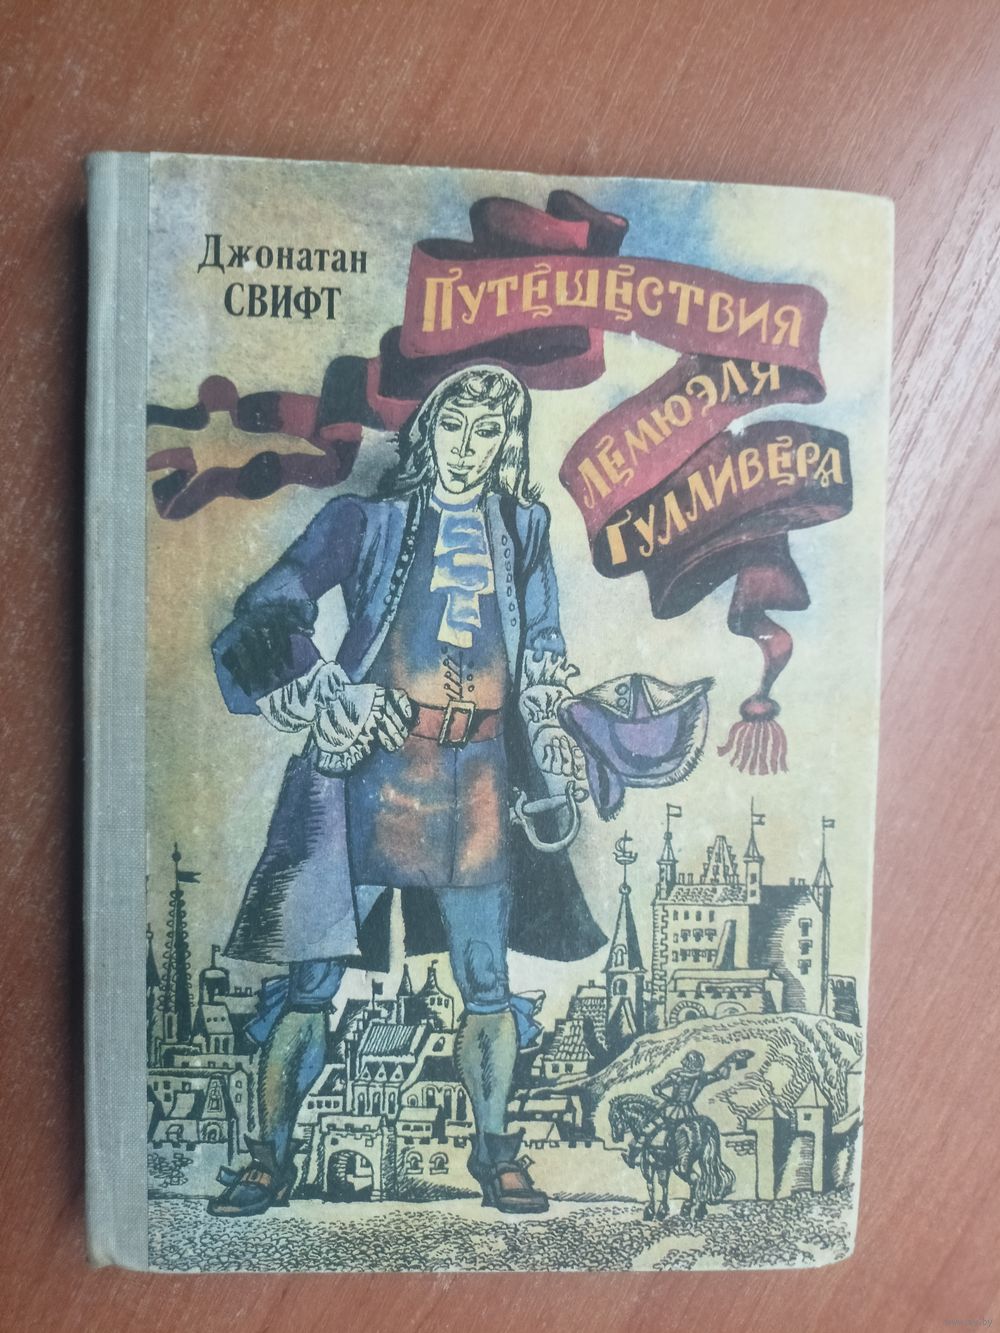 Джонатан
СВИФТ
ПУТЕШЕСТВИЯ
ЛЕМЮЭЛЯ
ГУЛЛИВЕРА